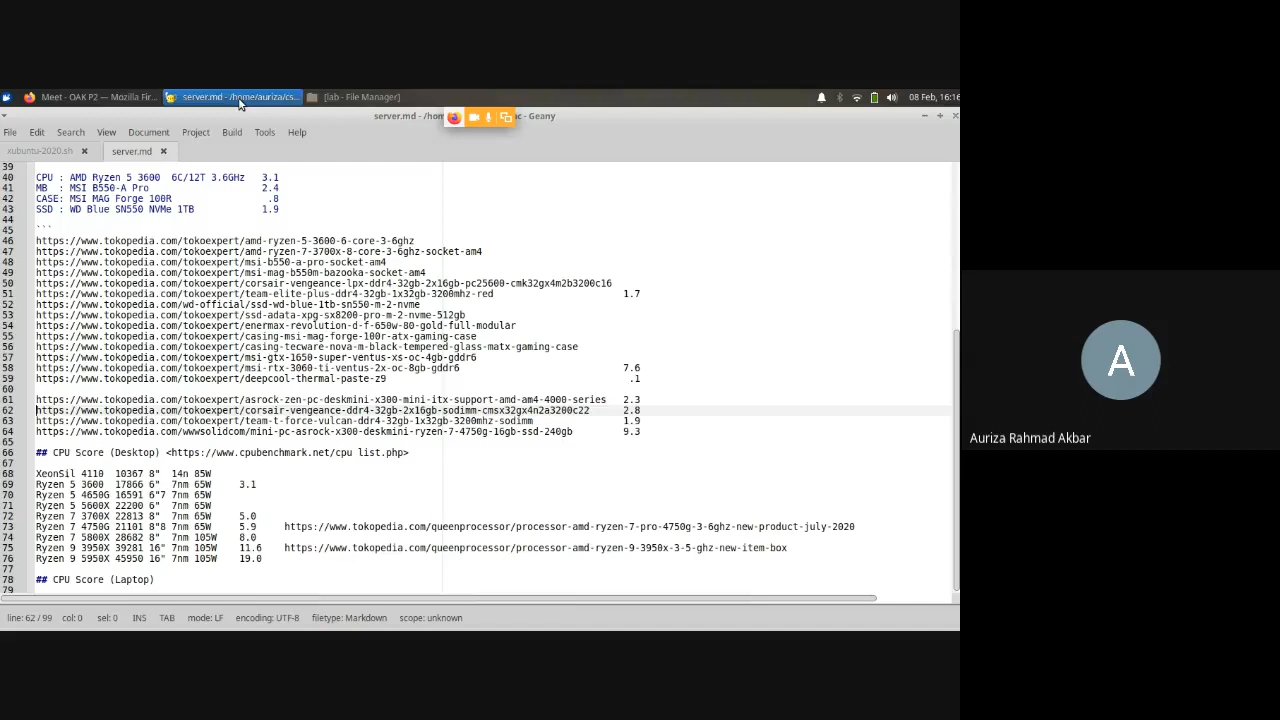 Meet - OAK P2 — Mozilla Fir...
server.md - /home/auriza/cs...
[lab - File Manager]
08 Feb, 16:16
server.md - /hom
- Geany
File Edit Search View Document Project Build Tools Help
xubuntu-2020.sh
server.md
39
40 CPU : AMD Ryzen 5 3600  6C/12T 3.6GHz   3.1
41 MB  : MSI B550-A Pro                    2.4
42 CASE: MSI MAG Forge 100R                 .8
43 SSD : WD Blue SN550 NVMe 1TB            1.9
44
45 ```
46 https://www.tokopedia.com/tokoexpert/amd-ryzen-5-3600-6-core-3-6ghz
47 https://www.tokopedia.com/tokoexpert/amd-ryzen-7-3700x-8-core-3-6ghz-socket-am4
48 https://www.tokopedia.com/tokoexpert/msi-b550-a-pro-socket-am4
49 https://www.tokopedia.com/tokoexpert/msi-mag-b550m-bazooka-socket-am4
50 https://www.tokopedia.com/tokoexpert/corsair-vengeance-lpx-ddr4-32gb-2x16gb-pc25600-cmk32gx4m2b3200c16
51 https://www.tokopedia.com/tokoexpert/team-elite-plus-ddr4-32gb-1x32gb-3200mhz-red 1.7
52 https://www.tokopedia.com/wd-official/ssd-wd-blue-1tb-sn550-m-2-nvme
53 https://www.tokopedia.com/tokoexpert/ssd-adata-xpg-sx8200-pro-m-2-nvme-512gb
54 https://www.tokopedia.com/tokoexpert/enermax-revolution-d-f-650w-80-gold-full-modular
55 https://www.tokopedia.com/tokoexpert/casing-msi-mag-forge-100r-atx-gaming-case
56 https://www.tokopedia.com/tokoexpert/casing-tecware-nova-m-black-tempered-glass-matx-gaming-case
57 https://www.tokopedia.com/tokoexpert/msi-gtx-1650-super-ventus-xs-oc-4gb-gddr6
58 https://www.tokopedia.com/tokoexpert/msi-rtx-3060-ti-ventus-2x-oc-8gb-gddr6 7.6
59 https://www.tokopedia.com/tokoexpert/deepcool-thermal-paste-z9 .1
60
61 https://www.tokopedia.com/tokoexpert/asrock-zen-pc-deskmini-x300-mini-itx-support-amd-am4-4000-series 2.3
62 https://www.tokopedia.com/tokoexpert/corsair-vengeance-ddr4-32gb-2x16gb-sodimm-cmsx32gx4n2a3200c22 2.8
63 https://www.tokopedia.com/tokoexpert/team-t-force-vulcan-ddr4-32gb-1x32gb-3200mhz-sodimm 1.9
64 https://www.tokopedia.com/wwwsolidcom/mini-pc-asrock-x300-deskmini-ryzen-7-4750g-16gb-ssd-240gb 9.3
65
66 ## CPU Score (Desktop) <https://www.cpubenchmark.net/cpu list.php>
67
68 XeonSil 4110  10367 8"  14n 85W
69 Ryzen 5 3600  17866 6"  7nm 65W    3.1
70 Ryzen 5 4650G 16591 6"7 7nm 65W
71 Ryzen 5 5600X 22200 6"  7nm 65W
72 Ryzen 7 3700X 22813 8"  7nm 65W    5.0
73 Ryzen 7 4750G 21101 8"8 7nm 65W    5.9    https://www.tokopedia.com/queenprocessor/processor-amd-ryzen-7-pro-4750g-3-6ghz-new-product-july-2020
74 Ryzen 7 5800X 28682 8"  7nm 105W   8.0
75 Ryzen 9 3950X 39281 16" 7nm 105W   11.6   https://www.tokopedia.com/queenprocessor/processor-amd-ryzen-9-3950x-3-5-ghz-new-item-box
76 Ryzen 9 5950X 45950 16" 7nm 105W   19.0
77
78 ## CPU Score (Laptop)
79
line: 62 / 99 col: 0 sel: 0 INS TAB mode: LF encoding: UTF-8 filetype: Markdown scope: unknown
A
Auriza Rahmad Akbar